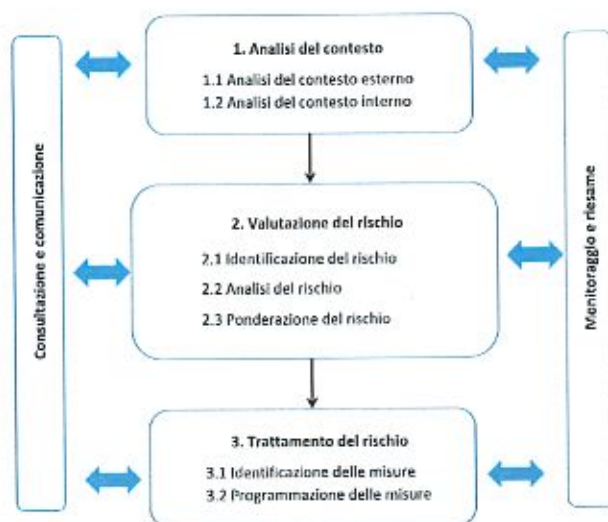 Consultazione e comunicazione
1. Analisi del contesto
1.1 Analisi del contesto esterno
1.2 Analisi del contesto interno
2. Valutazione del rischio
2.1 Identificazione del rischio
2.2 Analisi del rischio
2.3 Ponderazione del rischio
3. Trattamento del rischio
3.1 Identificazione delle misure
3.2 Programmazione delle misure
Monitoraggio e riesame